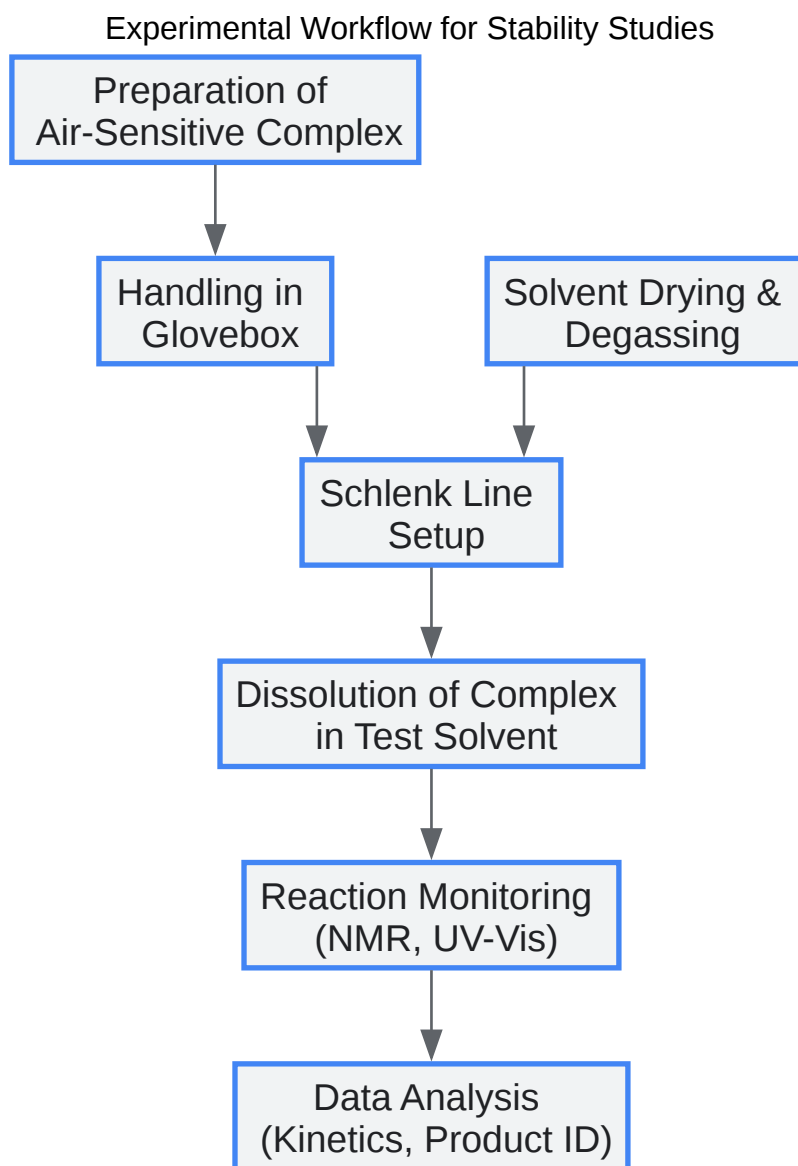 Experimental Workflow for Stability Studies
Preparation of
Air-Sensitive Complex
Handling in
Glovebox
Solvent Drying &
Degassing
Schlenk Line
Setup
Dissolution of Complex
in Test Solvent
Reaction Monitoring
(NMR, UV-Vis)
Data Analysis
(Kinetics, Product ID)